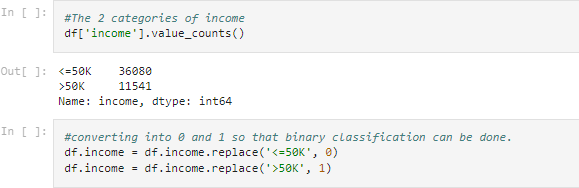 In [ ]:
#The 2 categories of income
df['income'].value_counts()
Out[ ]:
<=50K    36080
>50K     11541
Name: income, dtype: int64
In [ ]:
#converting into 0 and 1 so that binary classification can be done.
df.income = df.income.replace('<=50K', 0)
df.income = df.income.replace('>50K', 1)